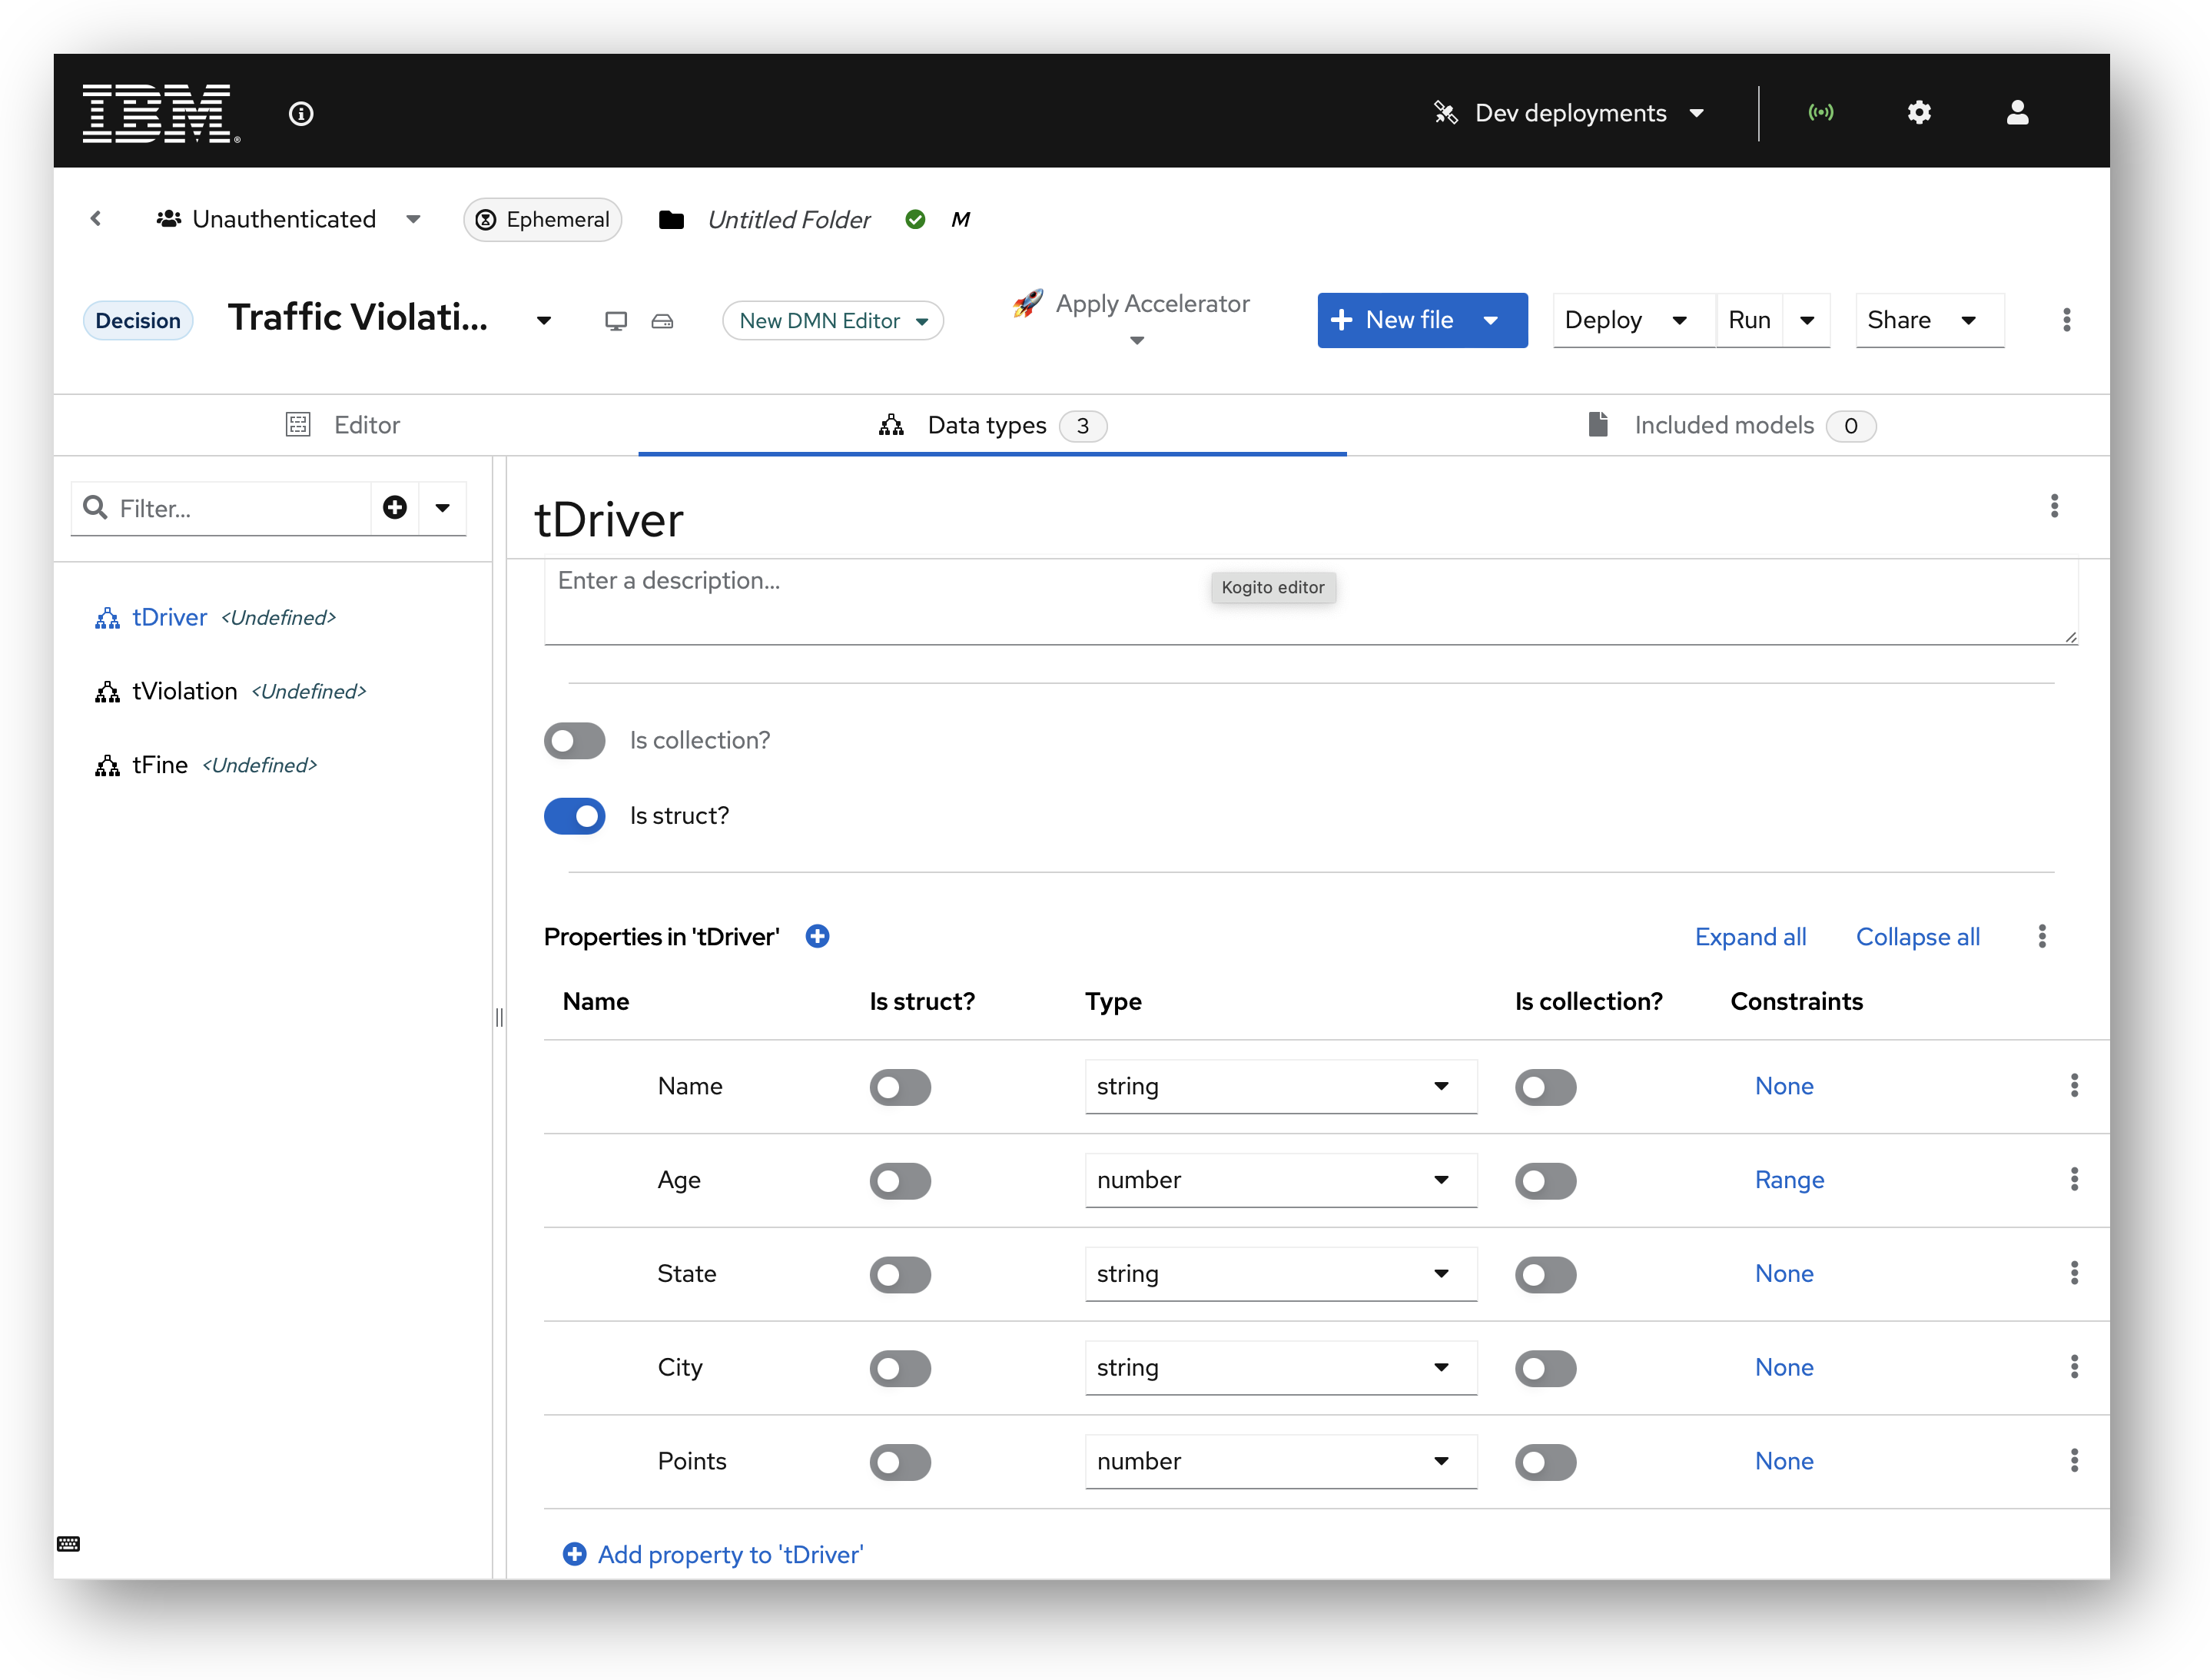 IBM®
Dev deployments
Unauthenticated
Ephemeral
Untitled Folder
M
Decision
Traffic Violati...
New DMN Editor
Apply Accelerator
New file
Deploy
Run
Share
Editor
Data types 3
Included models 0
Filter...
tDriver <Undefined>
tViolation <Undefined>
tFine <Undefined>
tDriver
Enter a description...
Kogito editor
Is collection?
Is struct?
Properties in 'tDriver'
Expand all
Collapse all
Name Is struct? Type Is collection? Constraints
Name string None
Age number Range
State string None
City string None
Points number None
Add property to 'tDriver'